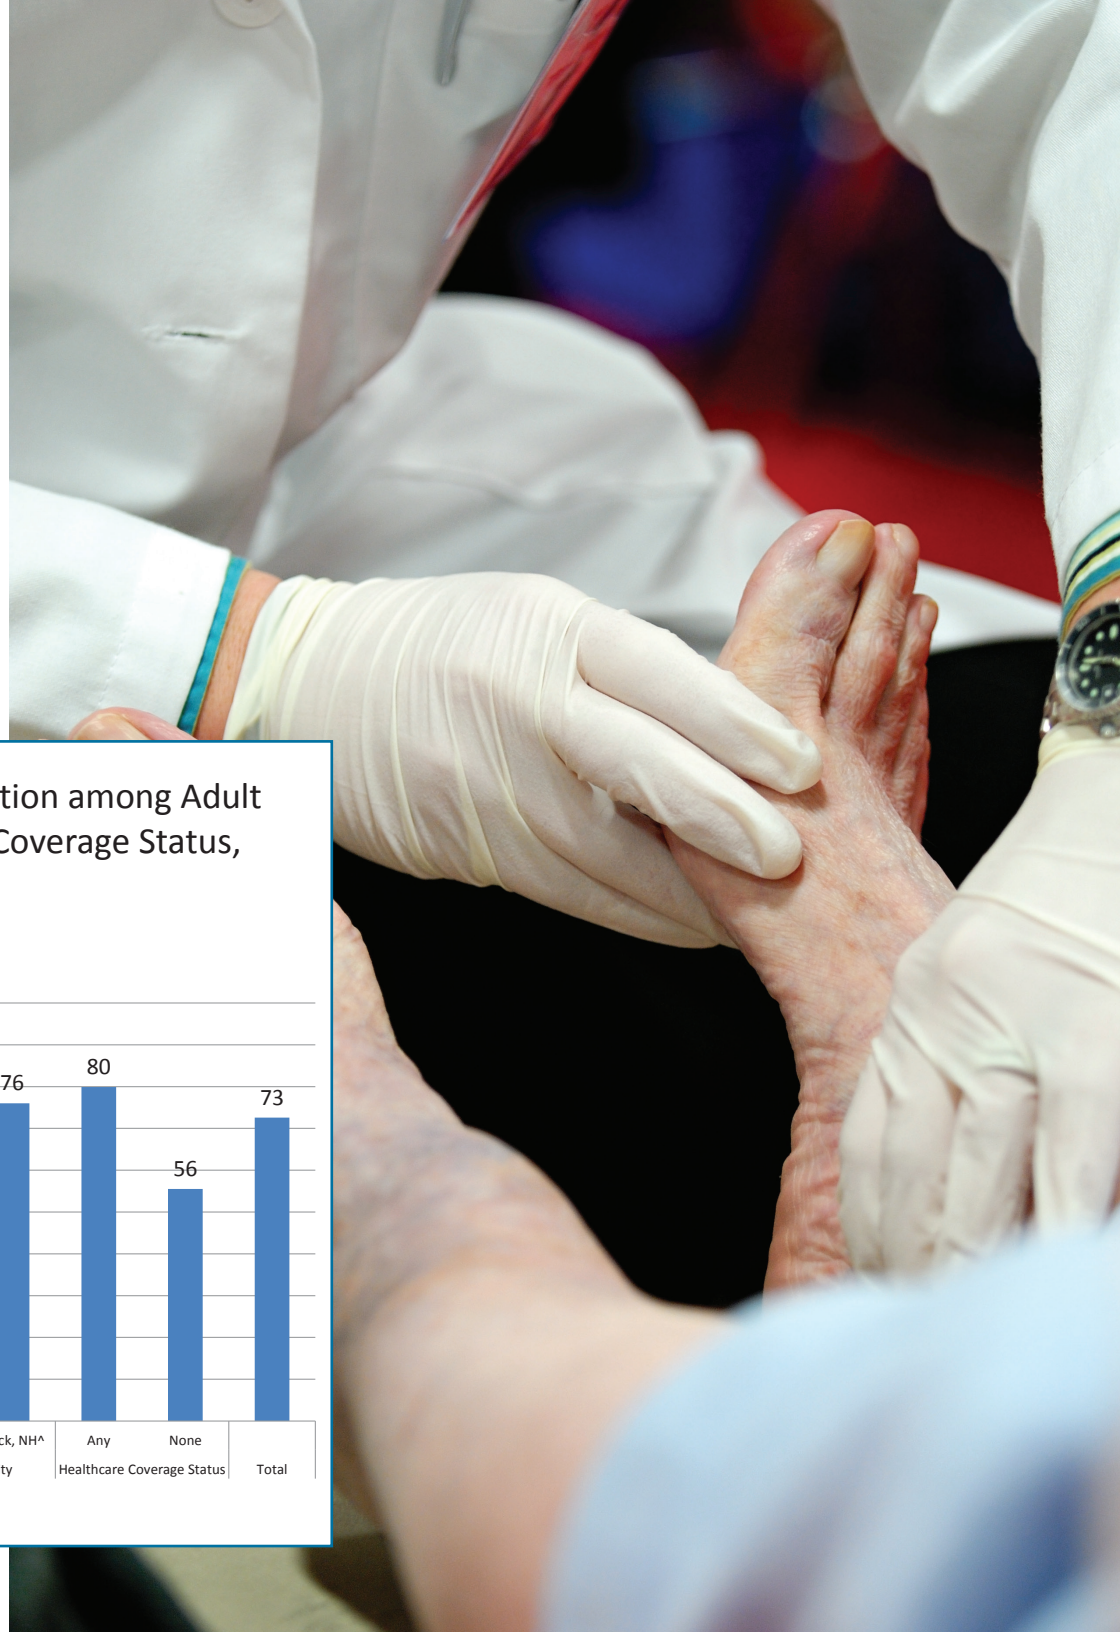 tion among Adult
Coverage Status,
76
80
56
73
ck, NH^
Any
None
ty
Healthcare Coverage Status
Total